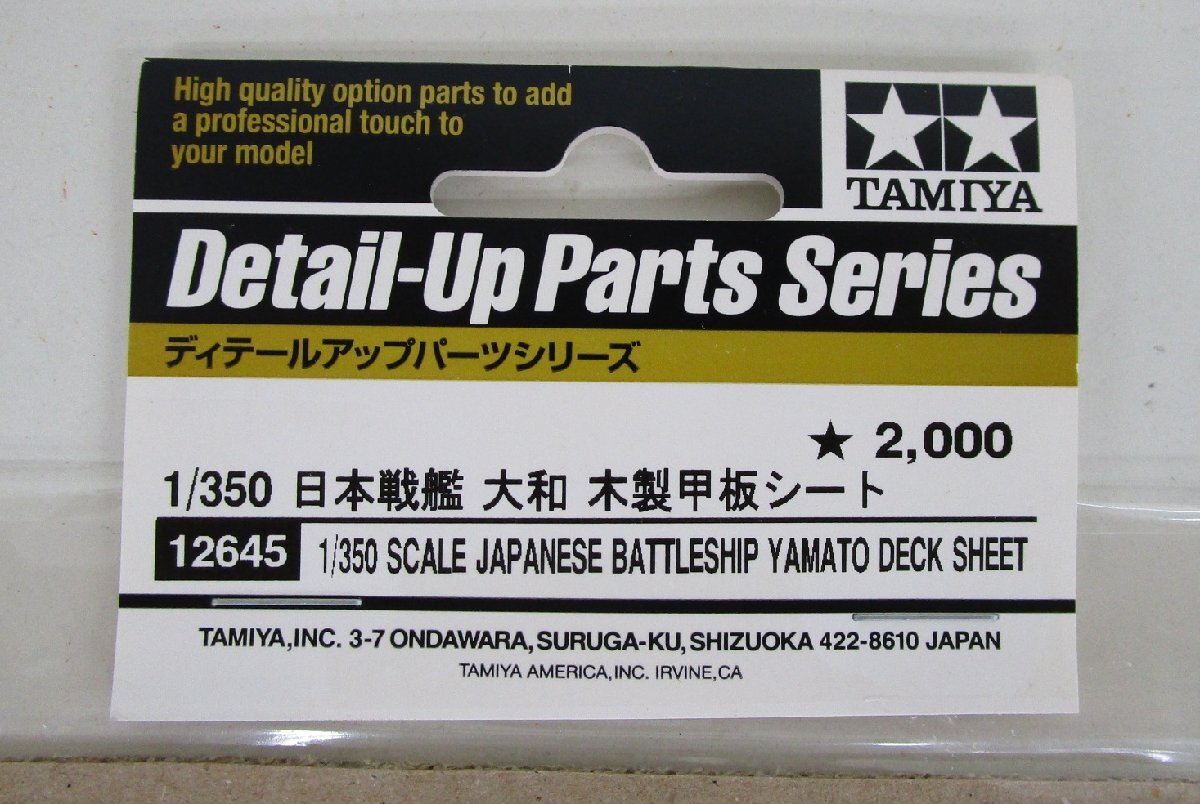 High quality option parts to add
a professional touch to
your model
TAMIYA
Detail-Up Parts Series
ディテールアップパーツシリーズ
★ 2,000
1/350 日本戦艦 大和 木製甲板シート
12645 1/350 SCALE JAPANESE BATTLESHIP YAMATO DECK SHEET
TAMIYA,INC. 3-7 ONDAWARA,SURUGA-KU,SHIZUOKA 422-8610 JAPAN
TAMIYA AMERICA,INC. IRVINE,CA